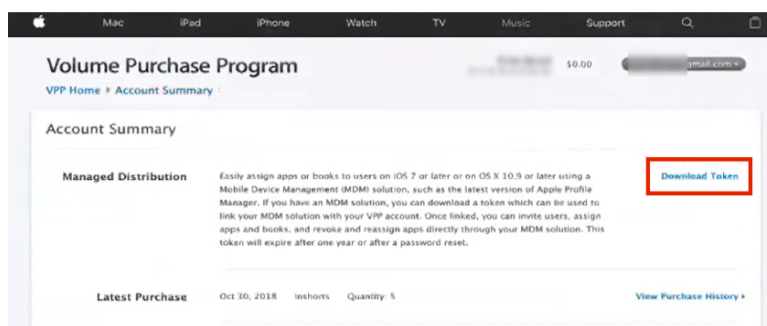 Mac iPad iPhone Watch TV Music Support
Volume Purchase Program
$0.00
gmail.com
VPP Home Account Summary
Account Summary
Managed Distribution
Easily assign apps or books to users on iOS 7 or later or on OS X 10.9 or later using a
Mobile Device Management (MDM) solution, such as the latest version of Apple Profile
Manager. If you have an MDM solution, you can download a token which can be used to
link your MDM solution with your VPP account. Once linked, you can invite users, assign
apps and books, and revoke and reassign apps directly through your MDM solution. This
token will expire after one year or after a password reset.
Download Token
Latest Purchase Oct 30, 2018 inshorts Quantity: 5 View Purchase History